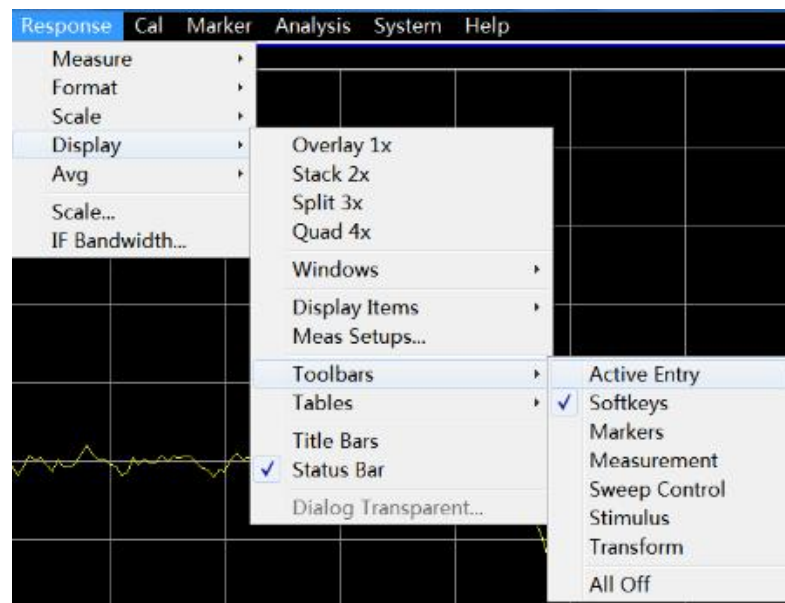 Response Cal Marker Analysis System Help
Measure
Format
Scale
Display
Avg
Scale...
IF Bandwidth...
Overlay 1x
Stack 2x
Split 3x
Quad 4x
Windows
Display Items
Meas Setups...
Toolbars
Tables
Title Bars
Status Bar
Dialog Transparent...
Active Entry
Softkeys
Markers
Measurement
Sweep Control
Stimulus
Transform
All Off